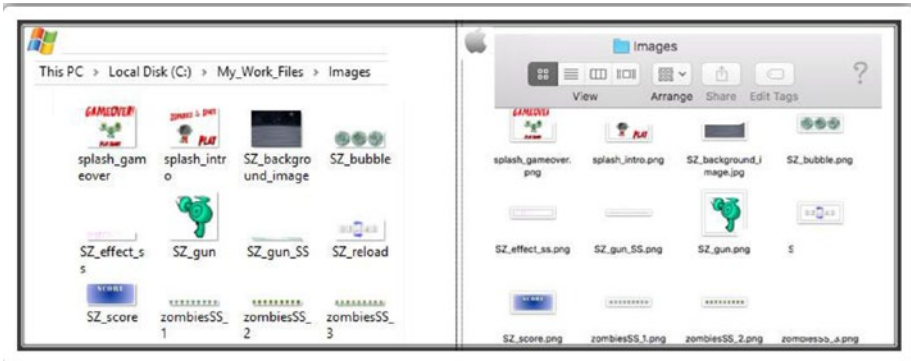 This PC > Local Disk (C:) > My_Work_Files > Images
GAMEOVER!
PLAY
splash_gam
eover
splash_intr
o
SZ_backgro
und_image
SZ_bubble
SZ_effect_s
s
SZ_gun
SZ_gun_SS
SZ_reload
SCORE
SZ_score
zombiesSS_
1
zombiesSS_
2
zombiesSS_
3
Images
View
Arrange
Share
Edit Tags
?
GAMEOVER!
PLAY
splash_gameover.
png
splash_intro.png
SZ_background_i
mage.jpg
SZ_bubble.png
SZ_effect_ss.png
SZ_gun_SS.png
SZ_gun.png
S
SCORE
SZ_score.png
zombiesSS_1.png
zombiesSS_2.png
zombiesSS_3.png